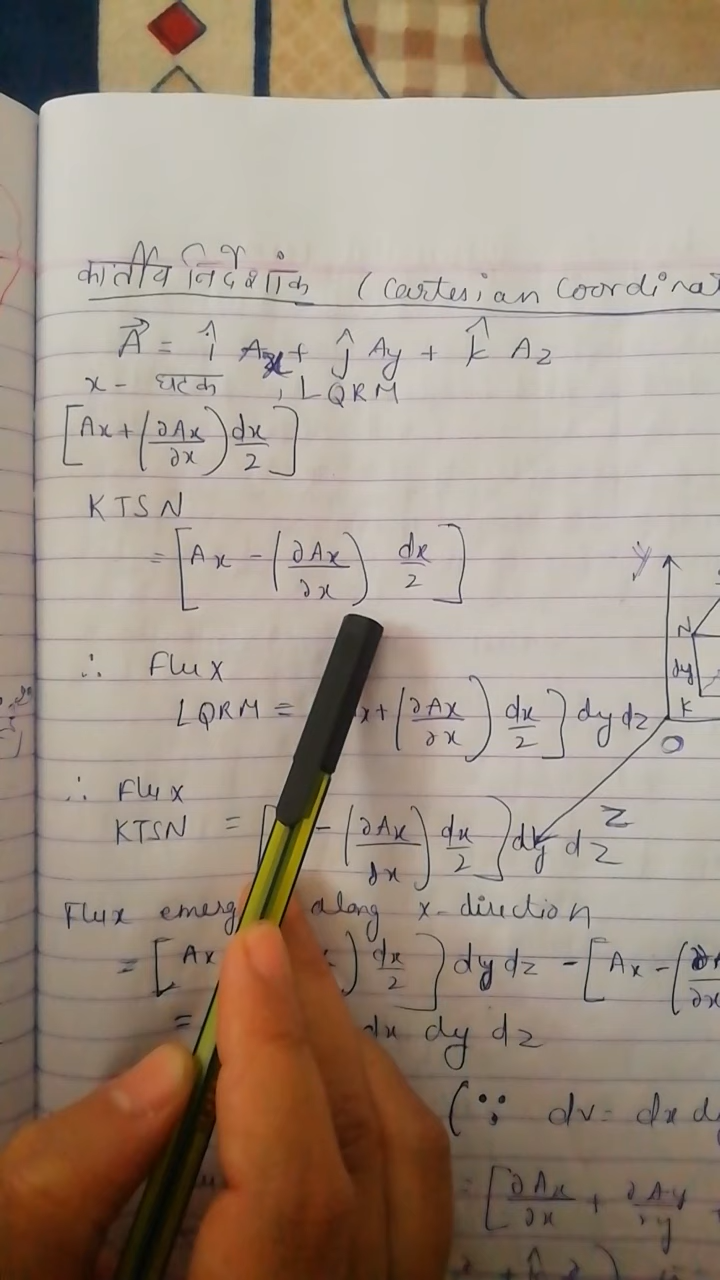 कार्तीय निर्देशांक (Cartesian Coordina
A⃗ = î Ax + ĵ Ay + k̂ Az
x- घटक , LQRM
[Ax + (∂Ax/∂x) dx/2]
KTSN
= [Ax - (∂Ax/∂x) dx/2]
∴ Flux
LQRM = x + (∂Ax/∂x) dx/2] dy dz
∴ Flux
KTSN = [ - (∂Ax/∂x) dx/2] dy dz
Flux emerg along x-direction
= [Ax ) dx/2] dy dz - [Ax - (∂A/∂x
= dx dy dz
(∵ dv = dx d
= [∂Ax/∂x + ∂Ay/∂y
y
N
dy
K
O
Z